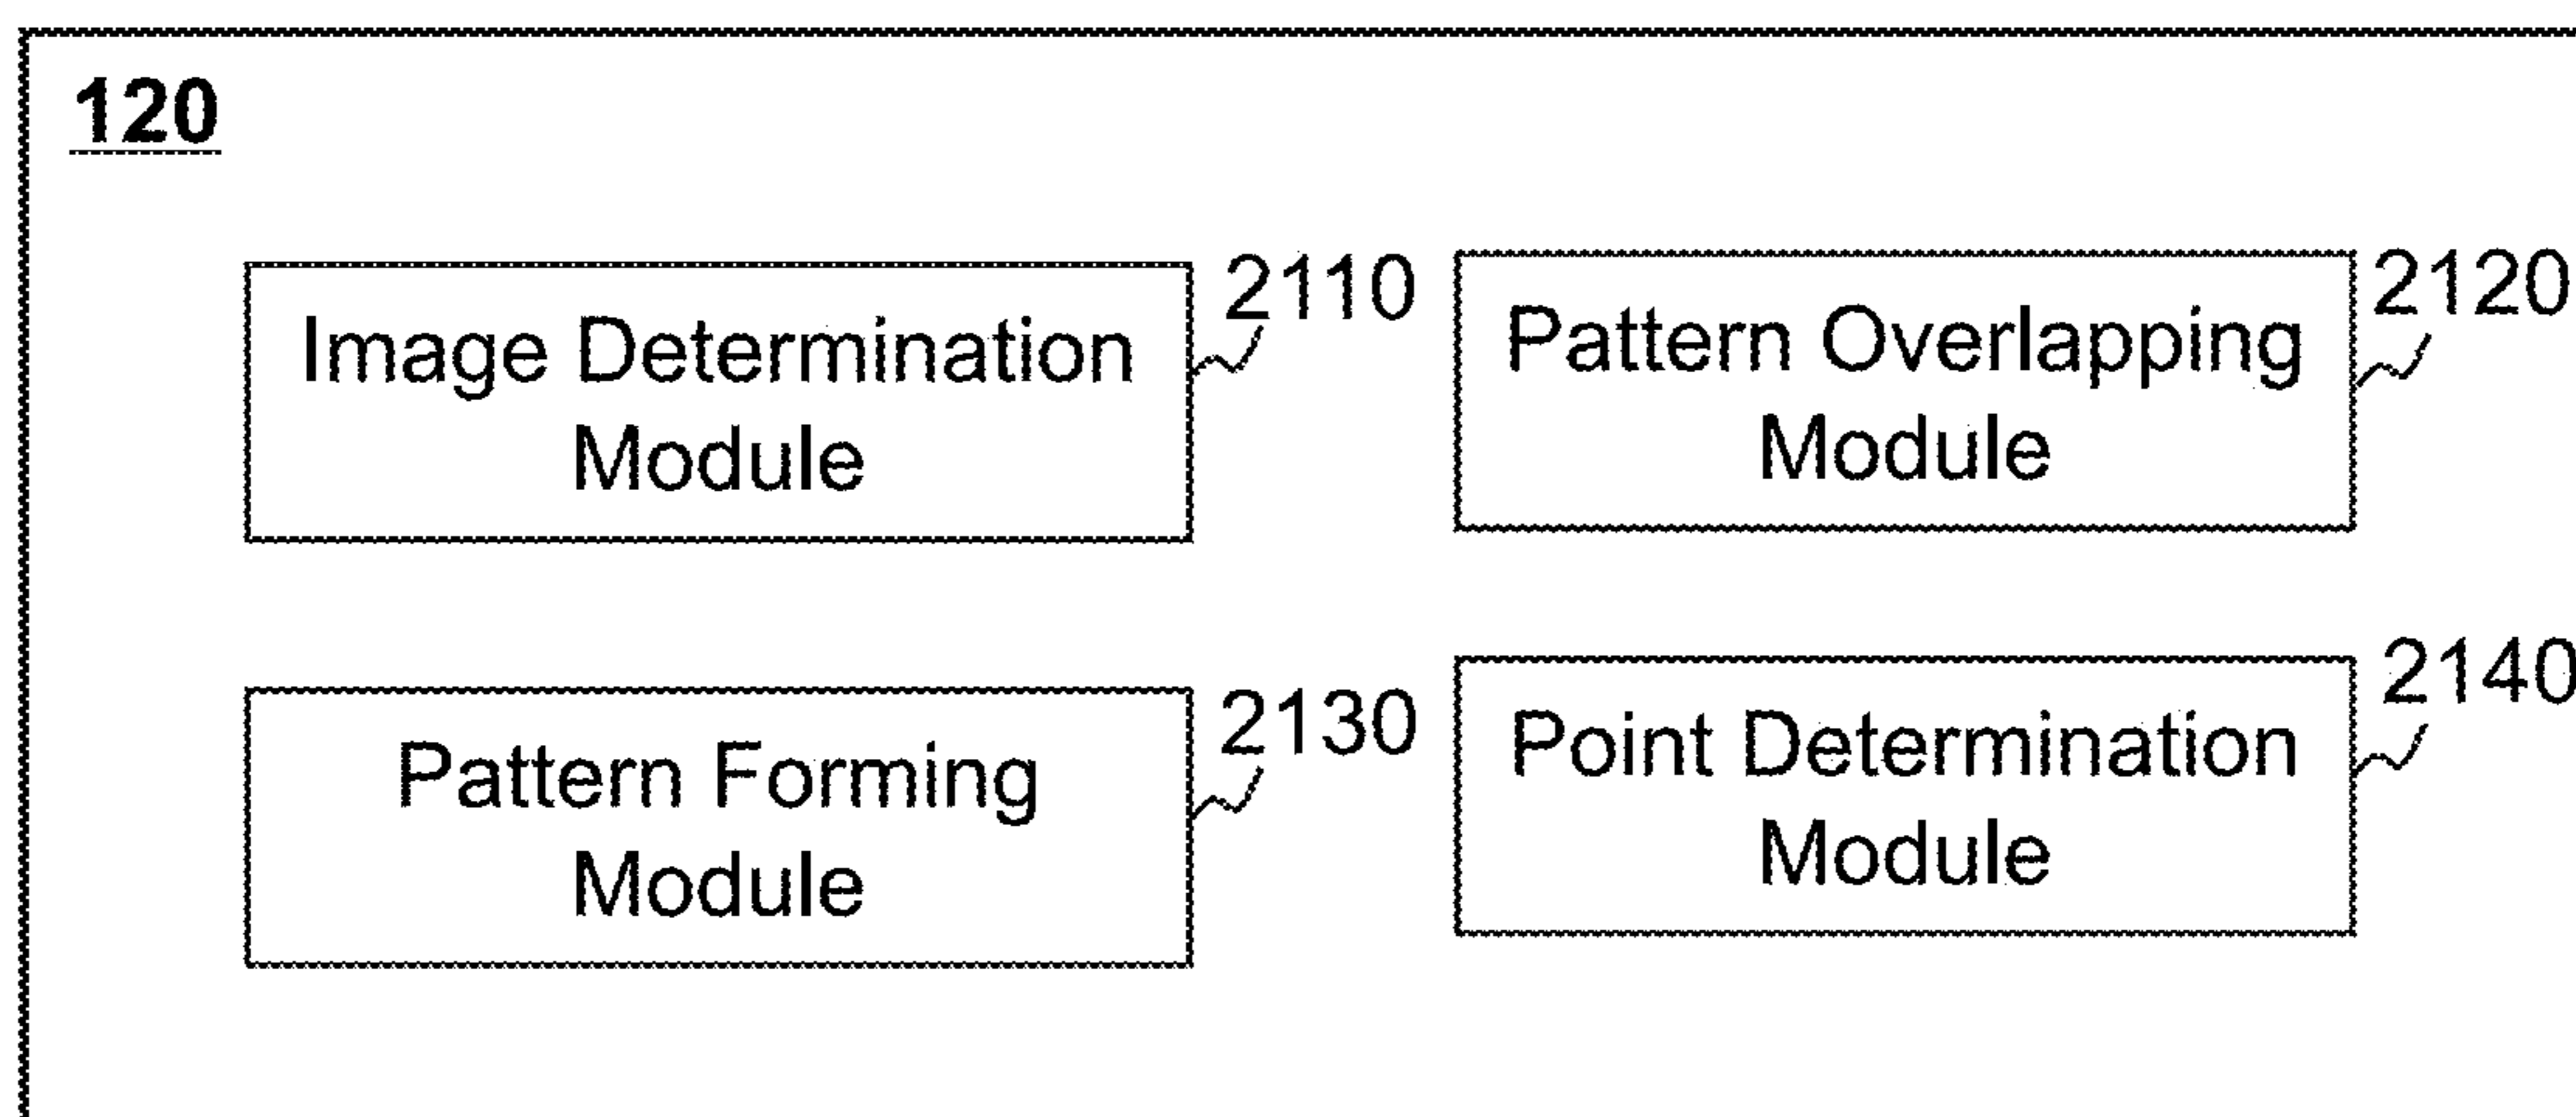 120
Image Determination
Module
2110
Pattern Overlapping
Module
2120
Pattern Forming
Module
2130
Point Determination
Module
2140